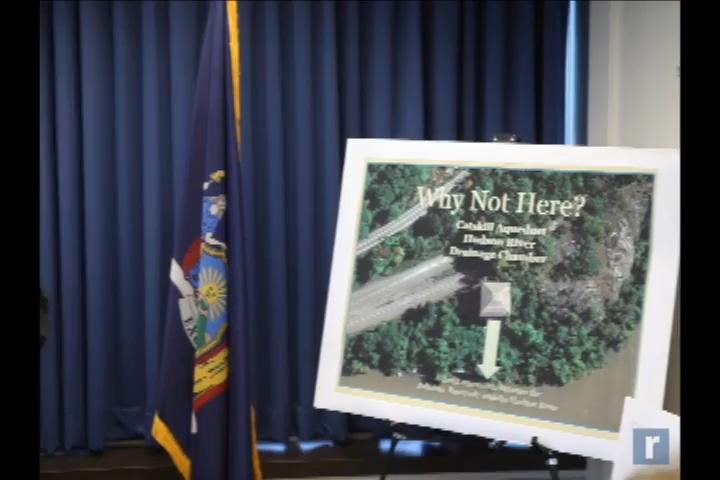 Why Not Here?
Catskill Aqueduct
Hudson River
Drainage Chamber
r